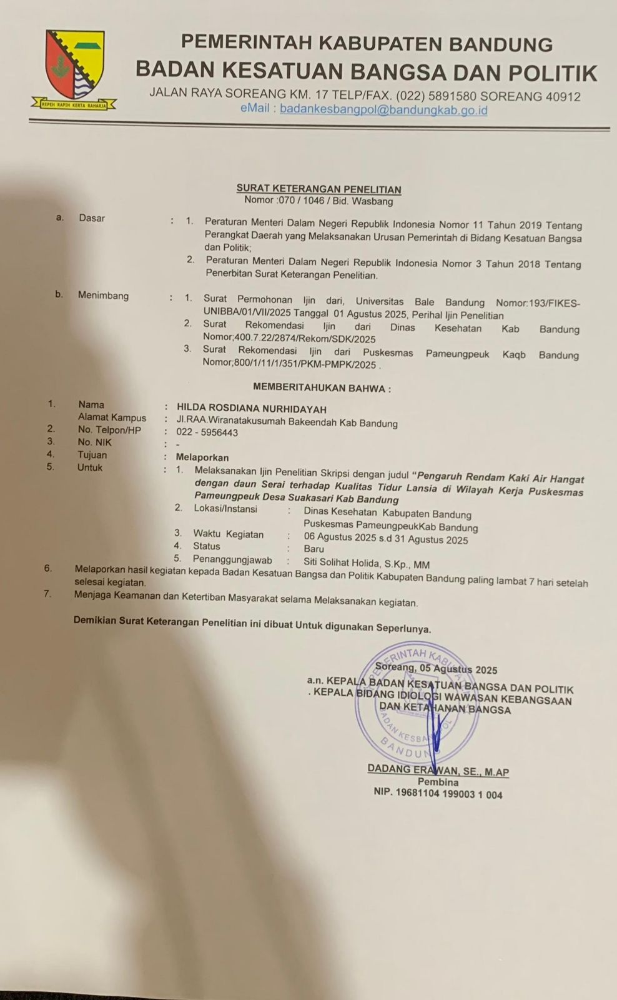 PEMERINTAH KABUPATEN BANDUNG
BADAN KESATUAN BANGSA DAN POLITIK
JALAN RAYA SOREANG KM. 17 TELP/FAX. (022) 5891580 SOREANG 40912
eMail : badankesbangpol@bandungkab.go.id
REPEH RAPIH KERTA RAHARJA
SURAT KETERANGAN PENELITIAN
Nomor :070 / 1046 / Bid. Wasbang
a. Dasar : 1. Peraturan Menteri Dalam Negeri Republik Indonesia Nomor 11 Tahun 2019 Tentang
Perangkat Daerah yang Melaksanakan Urusan Pemerintah di Bidang Kesatuan Bangsa
dan Politik;
2. Peraturan Menteri Dalam Negeri Republik Indonesia Nomor 3 Tahun 2018 Tentang
Penerbitan Surat Keterangan Penelitian.
b. Menimbang : 1. Surat Permohonan Ijin dari, Universitas Bale Bandung Nomor:193/FIKES-
UNIBBA/01/VII/2025 Tanggal 01 Agustus 2025, Perihal Ijin Penelitian
2. Surat Rekomendasi Ijin dari Dinas Kesehatan Kab Bandung
Nomor;400.7.22/2874/Rekom/SDK/2025
3. Surat Rekomendasi Ijin dari Puskesmas Pameungpeuk Kaqb Bandung
Nomor;800/1/11/1/351/PKM-PMPK/2025 .
MEMBERITAHUKAN BAHWA :
1. Nama : HILDA ROSDIANA NURHIDAYAH
Alamat Kampus : Jl.RAA.Wiranatakusumah Bakeendah Kab Bandung
2. No. Telpon/HP : 022 - 5956443
3. No. NIK : -
4. Tujuan : Melaporkan
5. Untuk : 1. Melaksanakan Ijin Penelitian Skripsi dengan judul “Pengaruh Rendam Kaki Air Hangat
dengan daun Serai terhadap Kualitas Tidur Lansia di Wilayah Kerja Puskesmas
Pameungpeuk Desa Suakasari Kab Bandung
2. Lokasi/Instansi : Dinas Kesehatan Kabupaten Bandung
Puskesmas PameungpeukKab Bandung
3. Waktu Kegiatan : 06 Agustus 2025 s.d 31 Agustus 2025
4. Status : Baru
5. Penanggungjawab : Siti Solihat Holida, S.Kp., MM
6. Melaporkan hasil kegiatan kepada Badan Kesatuan Bangsa dan Politik Kabupaten Bandung paling lambat 7 hari setelah
selesai kegiatan.
7. Menjaga Keamanan dan Ketertiban Masyarakat selama Melaksanakan kegiatan.
Demikian Surat Keterangan Penelitian ini dibuat Untuk digunakan Seperlunya.
Soreang, 05 Agustus 2025
a.n. KEPALA BADAN KESATUAN BANGSA DAN POLITIK
. KEPALA BIDANG IDIOLOGI WAWASAN KEBANGSAAN
DAN KETAHANAN BANGSA
PEMERINTAH KABUPATEN
BADAN KESBANGPOL
BANDUNG
DADANG ERAWAN, SE., M.AP
Pembina
NIP. 19681104 199003 1 004